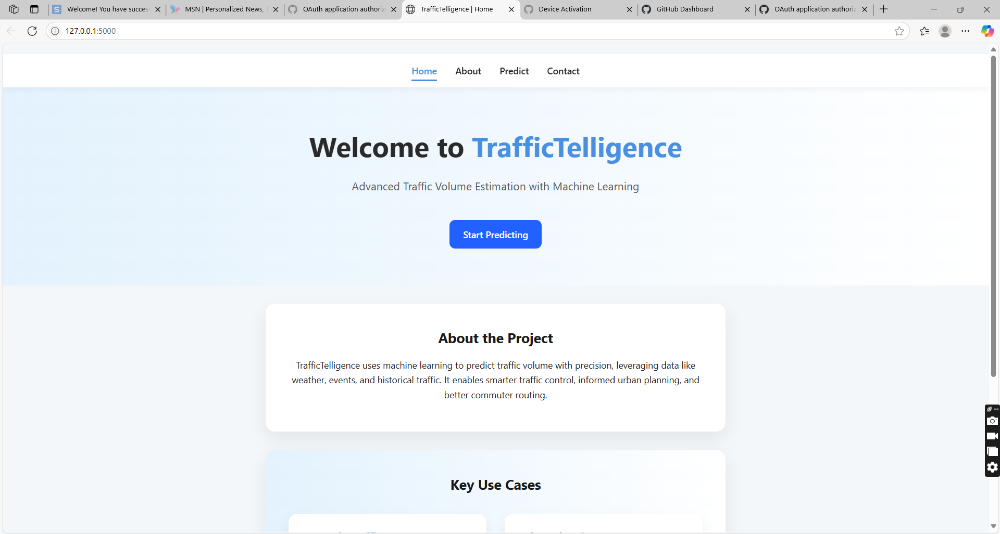 Welcome! You have succes
MSN | Personalized News,
OAuth application authoriz
TrafficTelligence | Home
Device Activation
GitHub Dashboard
OAuth application authoriz
127.0.0.1:5000
Home
About
Predict
Contact
Welcome to TrafficTelligence
Advanced Traffic Volume Estimation with Machine Learning
Start Predicting
About the Project
TrafficTelligence uses machine learning to predict traffic volume with precision, leveraging data like
weather, events, and historical traffic. It enables smarter traffic control, informed urban planning, and
better commuter routing.
Key Use Cases